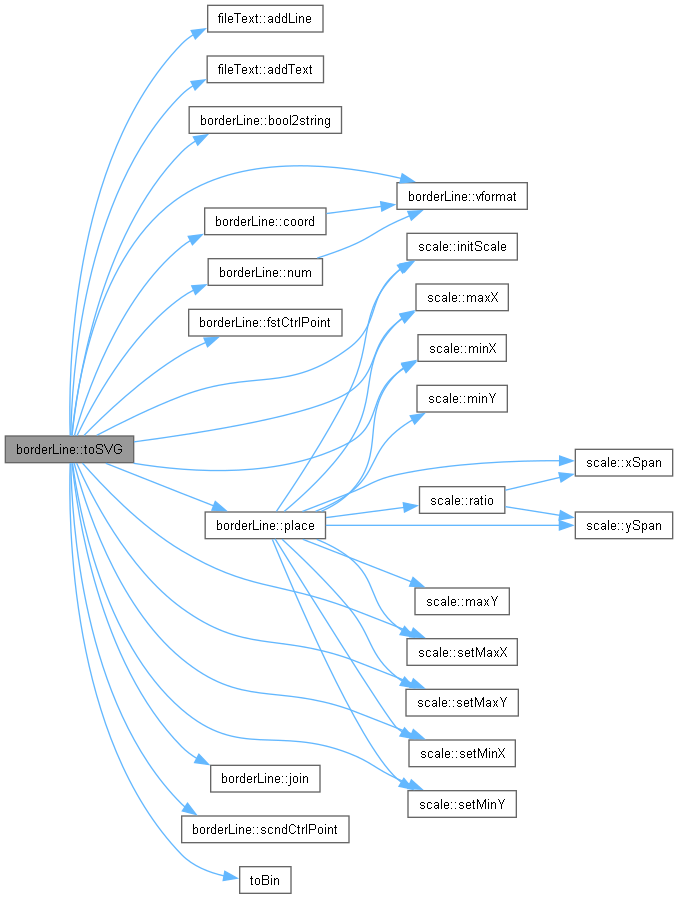 fileText::addLine
fileText::addText
borderLine::bool2string
borderLine::vformat
borderLine::coord
scale::initScale
borderLine::num
scale::maxX
borderLine::fstCtrlPoint
scale::minX
scale::minY
borderLine::toSVG
scale::xSpan
scale::ratio
borderLine::place
scale::ySpan
scale::maxY
scale::setMaxX
scale::setMaxY
scale::setMinX
borderLine::join
scale::setMinY
borderLine::scndCtrlPoint
toBin